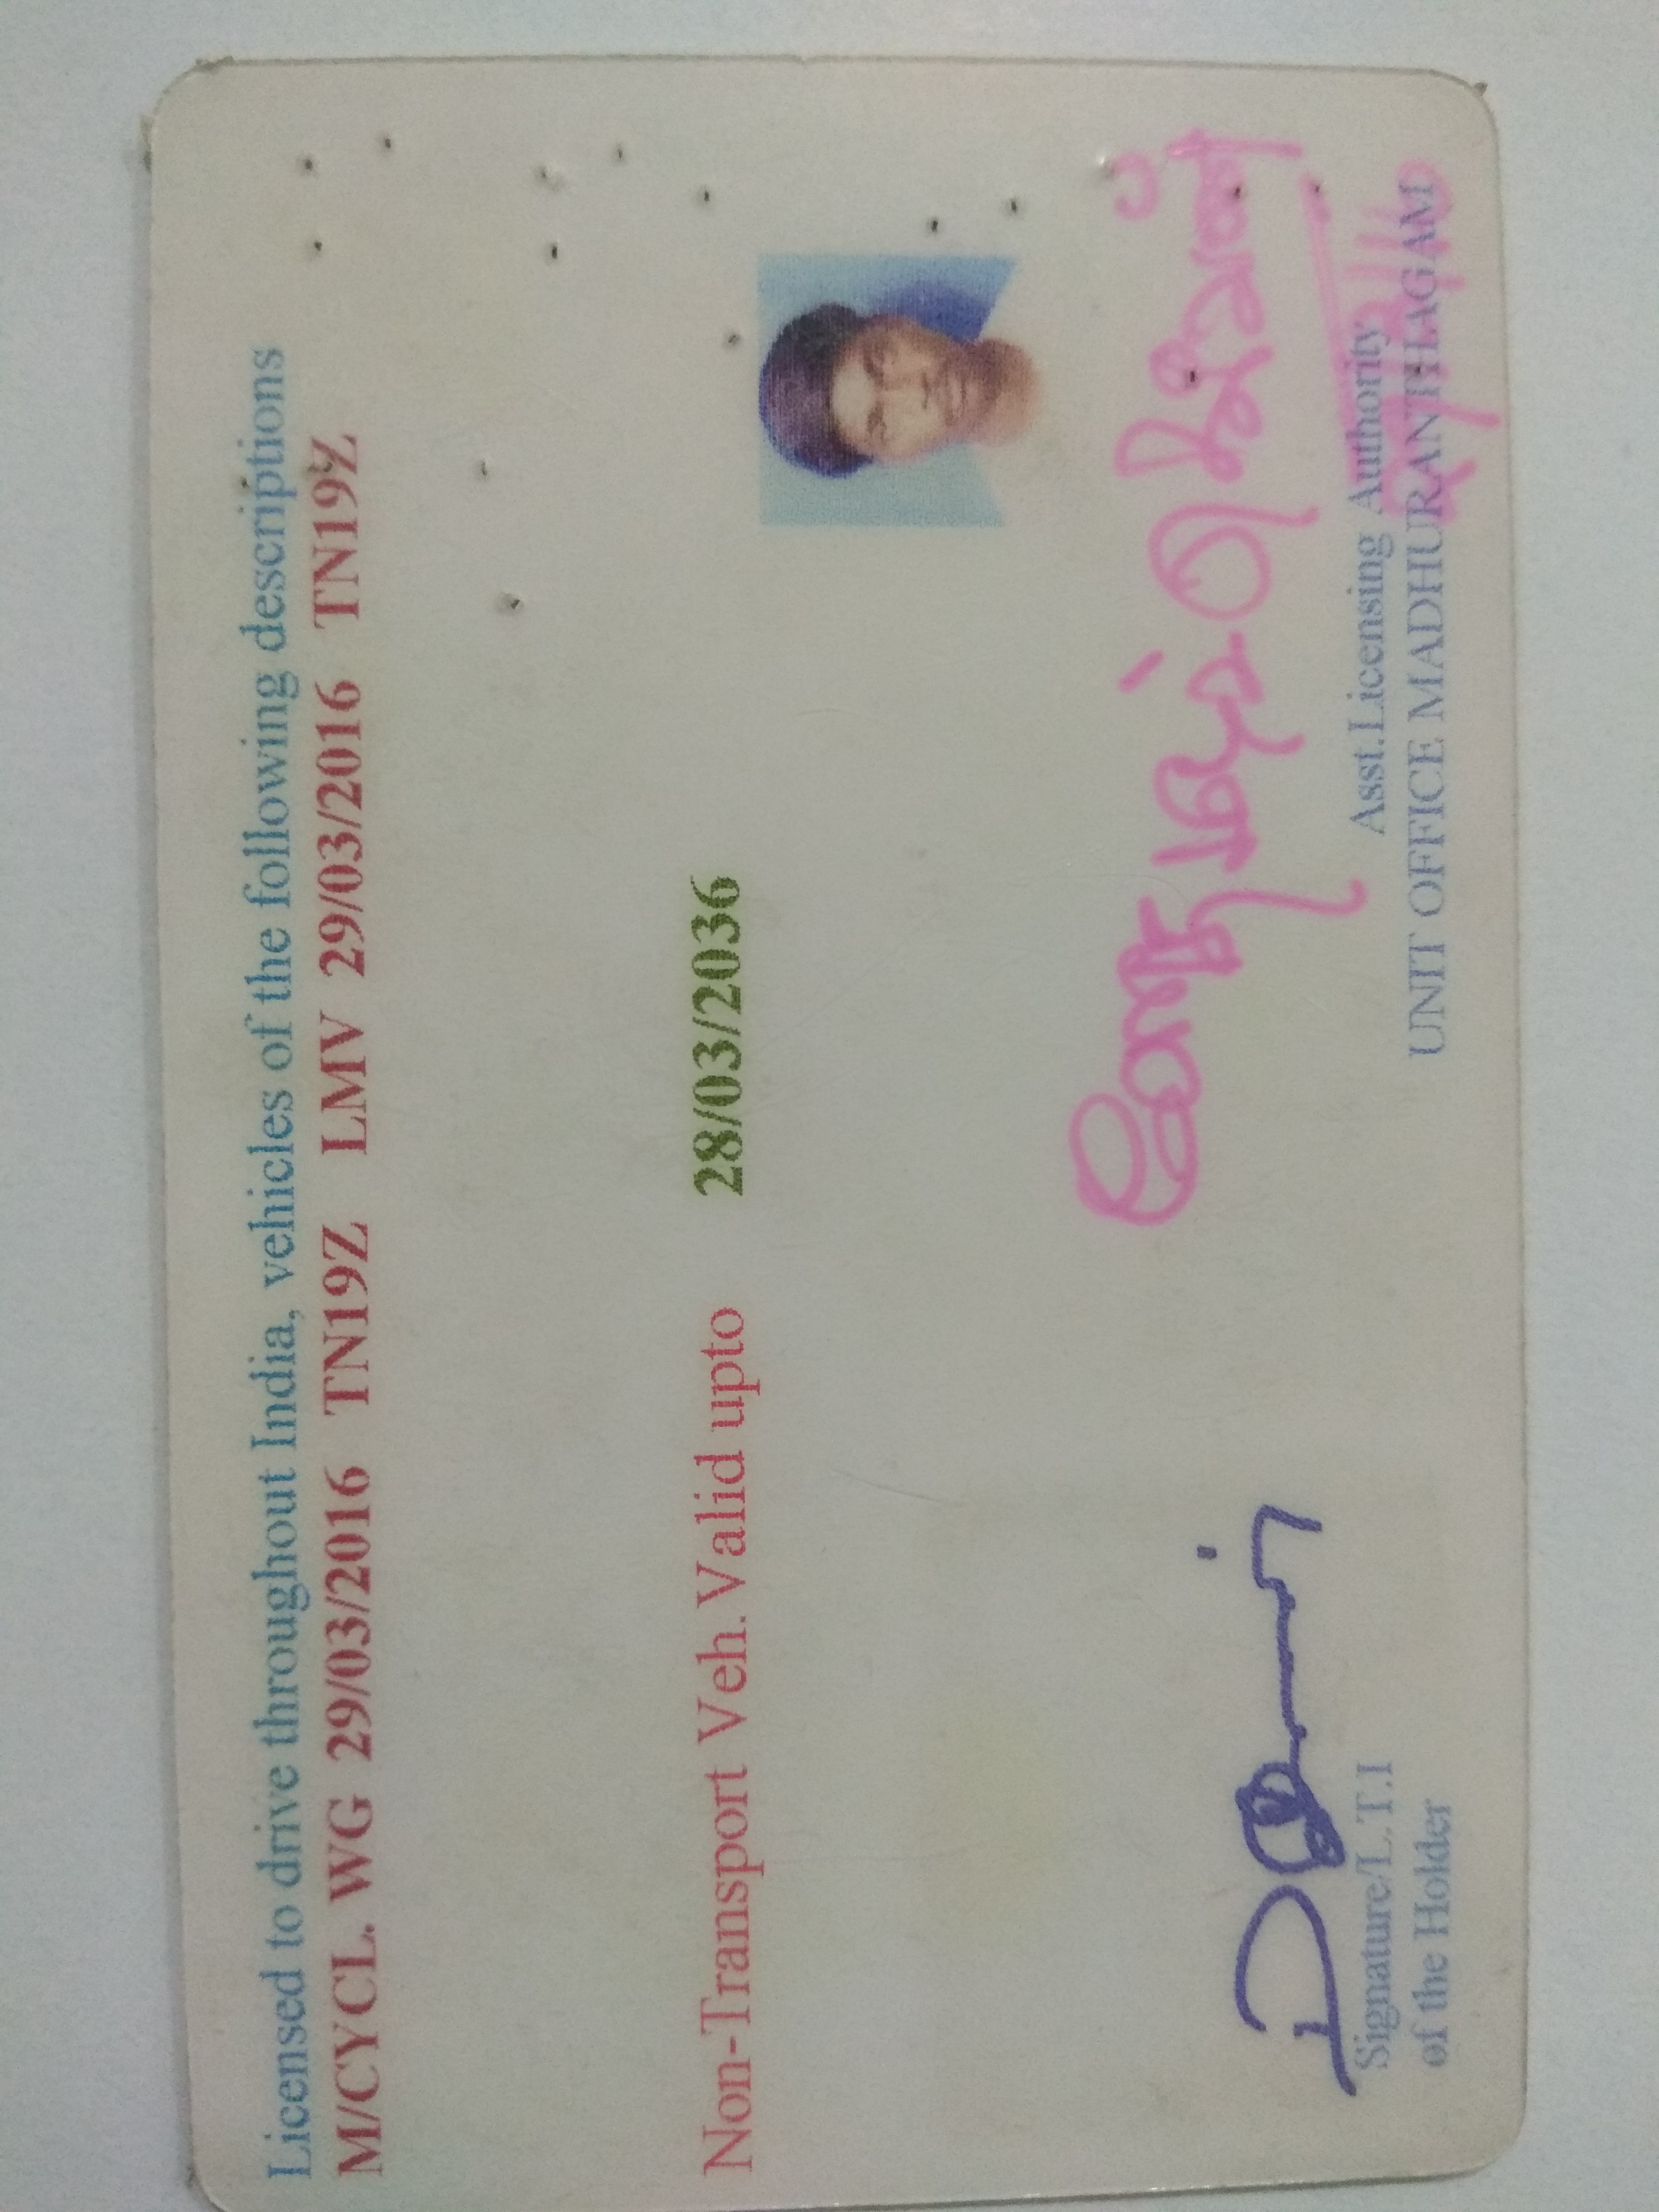 Licensed to drive throughout India, vehicles of the following descriptions
M/CYCL. WG 29/03/2016 TN19Z LMV 29/03/2016 TN19Z
Non-Transport Veh. Valid upto 28/03/2036
Signature/L.T.I
of the Holder
Asst.Licensing Authority
UNIT OFFICE MADHURANTHAGAM